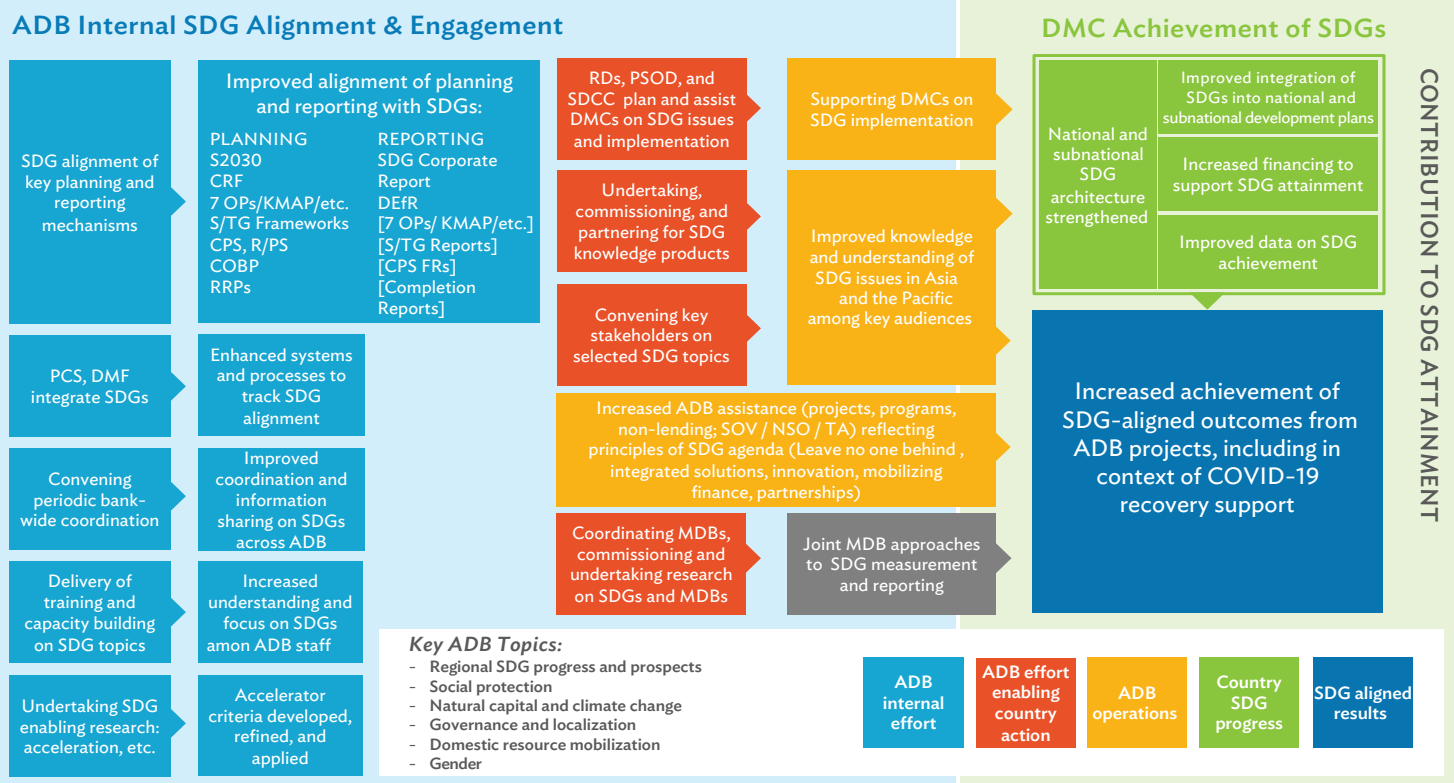 ADB Internal SDG Alignment & Engagement
SDG alignment of
key planning and
reporting
mechanisms
Improved alignment of planning
and reporting with SDGs:
PLANNING
S2030
CRF
7 OPs/KMAP/etc.
S/TG Frameworks
CPS, R/PS
COBP
RRPs
REPORTING
SDG Corporate
Report
DEfR
[7 OPs/ KMAP/etc.]
[S/TG Reports]
[CPS FRs]
[Completion
Reports]
PCS, DMF
integrate SDGs
Enhanced systems
and processes to
track SDG
alignment
Convening
periodic bank-
wide coordination
Improved
coordination and
information
sharing on SDGs
across ADB
Delivery of
training and
capacity building
on SDG topics
Increased
understanding and
focus on SDGs
amon ADB staff
Undertaking SDG
enabling research:
acceleration, etc.
Accelerator
criteria developed,
refined, and
applied
RDs, PSOD, and
SDCC plan and assist
DMCs on SDG issues
and implementation
Supporting DMCs on
SDG implementation
Undertaking,
commissioning, and
partnering for SDG
knowledge products
Convening key
stakeholders on
selected SDG topics
Improved knowledge
and understanding of
SDG issues in Asia
and the Pacific
among key audiences
Increased ADB assistance (projects, programs,
non-lending; SOV / NSO / TA) reflecting
principles of SDG agenda (Leave no one behind ,
integrated solutions, innovation, mobilizing
finance, partnerships)
Coordinating MDBs,
commissioning and
undertaking research
on SDGs and MDBs
Joint MDB approaches
to SDG measurement
and reporting
DMC Achievement of SDGs
National and
subnational
SDG
architecture
strengthened
Improved integration of
SDGs into national and
subnational development plans
Increased financing to
support SDG attainment
Improved data on SDG
achievement
Increased achievement of
SDG-aligned outcomes from
ADB projects, including in
context of COVID-19
recovery support
CONTRIBUTION TO SDG ATTAINMENT
Key ADB Topics:
- Regional SDG progress and prospects
- Social protection
- Natural capital and climate change
- Governance and localization
- Domestic resource mobilization
- Gender
ADB
internal
effort
ADB effort
enabling
country
action
ADB
operations
Country
SDG
progress
SDG aligned
results